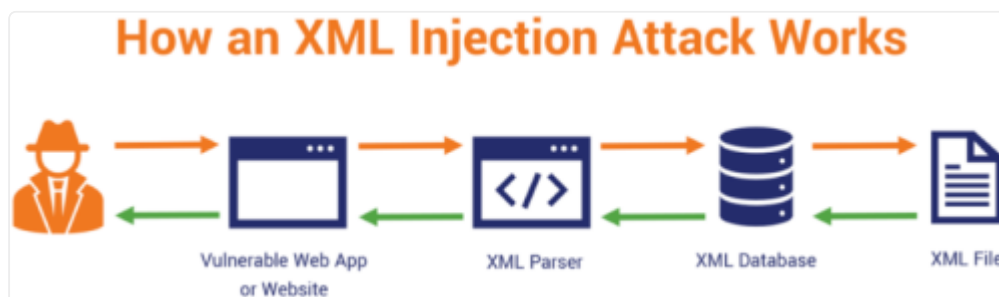 How an XML Injection Attack Works
</>
Vulnerable Web App
or Website
XML Parser
XML Database
XML File